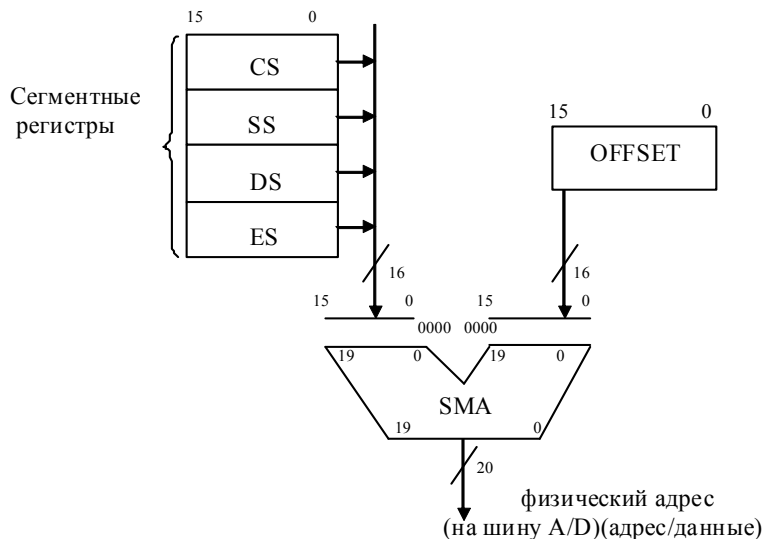 15 0
CS
Сегментные
регистры
SS
15 0
OFFSET
DS
ES
16
16
15 0 15 0
0000 0000
19 0 19 0
SMA
19 0
20
физический адрес
(на шину A/D)(адрес/данные)